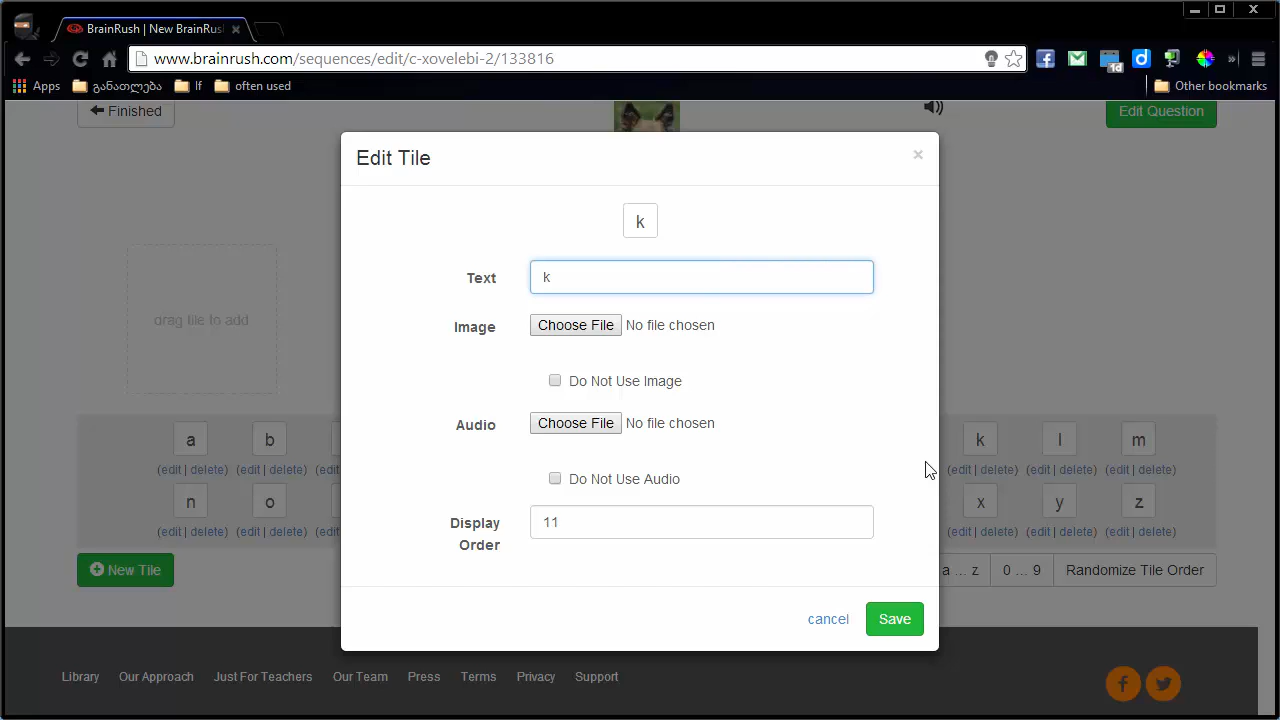 BrainRush | New BrainRus
www.brainrush.com/sequences/edit/c-xovelebi-2/133816
1d
Apps განათლება If often used » Other bookmarks
Finished
Edit Question
Edit Tile ×
k
Text k
Image Choose File No file chosen
Do Not Use Image
Audio Choose File No file chosen
Do Not Use Audio
Display Order 11
cancel Save
drag tile to add
a b k l m
(edit | delete) (edit | delete) (edit | delete) (edit | delete) (edit | delete)
n o x y z
(edit | delete) (edit | delete) (edit | delete) (edit | delete) (edit | delete)
New Tile a ... z 0 ... 9 Randomize Tile Order
Library Our Approach Just For Teachers Our Team Press Terms Privacy Support